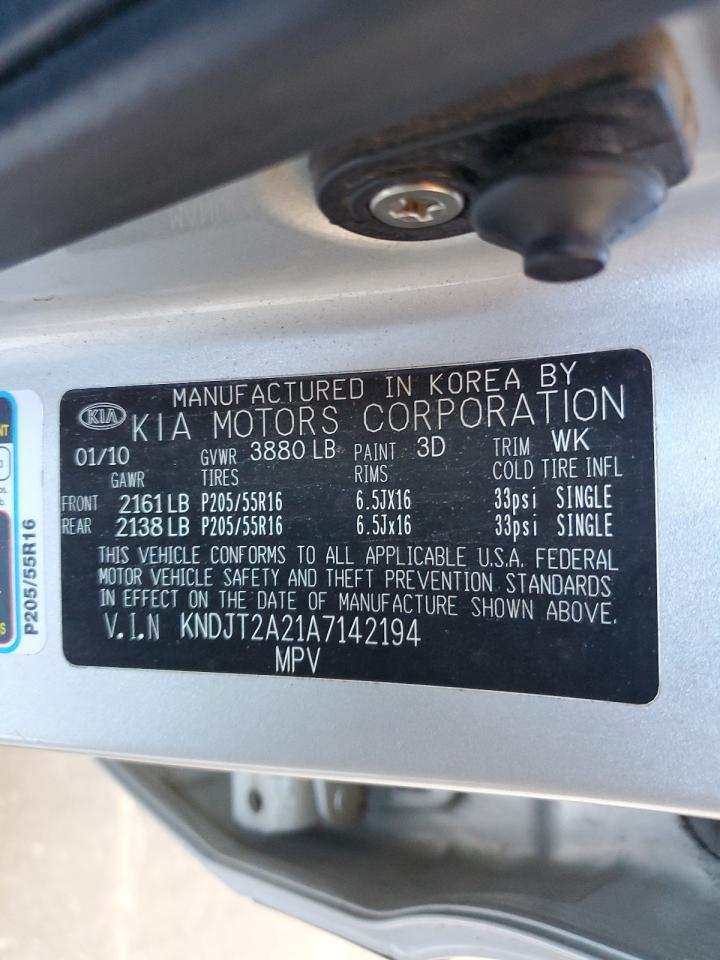 MANUFACTURED IN KOREA BY
KIA KIA MOTORS CORPORATION
01/10 GVWR 3880 LB PAINT 3D TRIM WK
GAWR TIRES RIMS COLD TIRE INFL
FRONT 2161 LB P205/55R16 6.5JX16 33psi SINGLE
REAR 2138 LB P205/55R16 6.5Jx16 33psi SINGLE
THIS VEHICLE CONFORMS TO ALL APPLICABLE U.S.A. FEDERAL
MOTOR VEHICLE SAFETY AND THEFT PREVENTION STANDARDS
IN EFFECT ON THE DATE OF MANUFACTURE SHOWN ABOVE.
V.I.N KNDJT2A21A7142194
MPV
P205/55R16